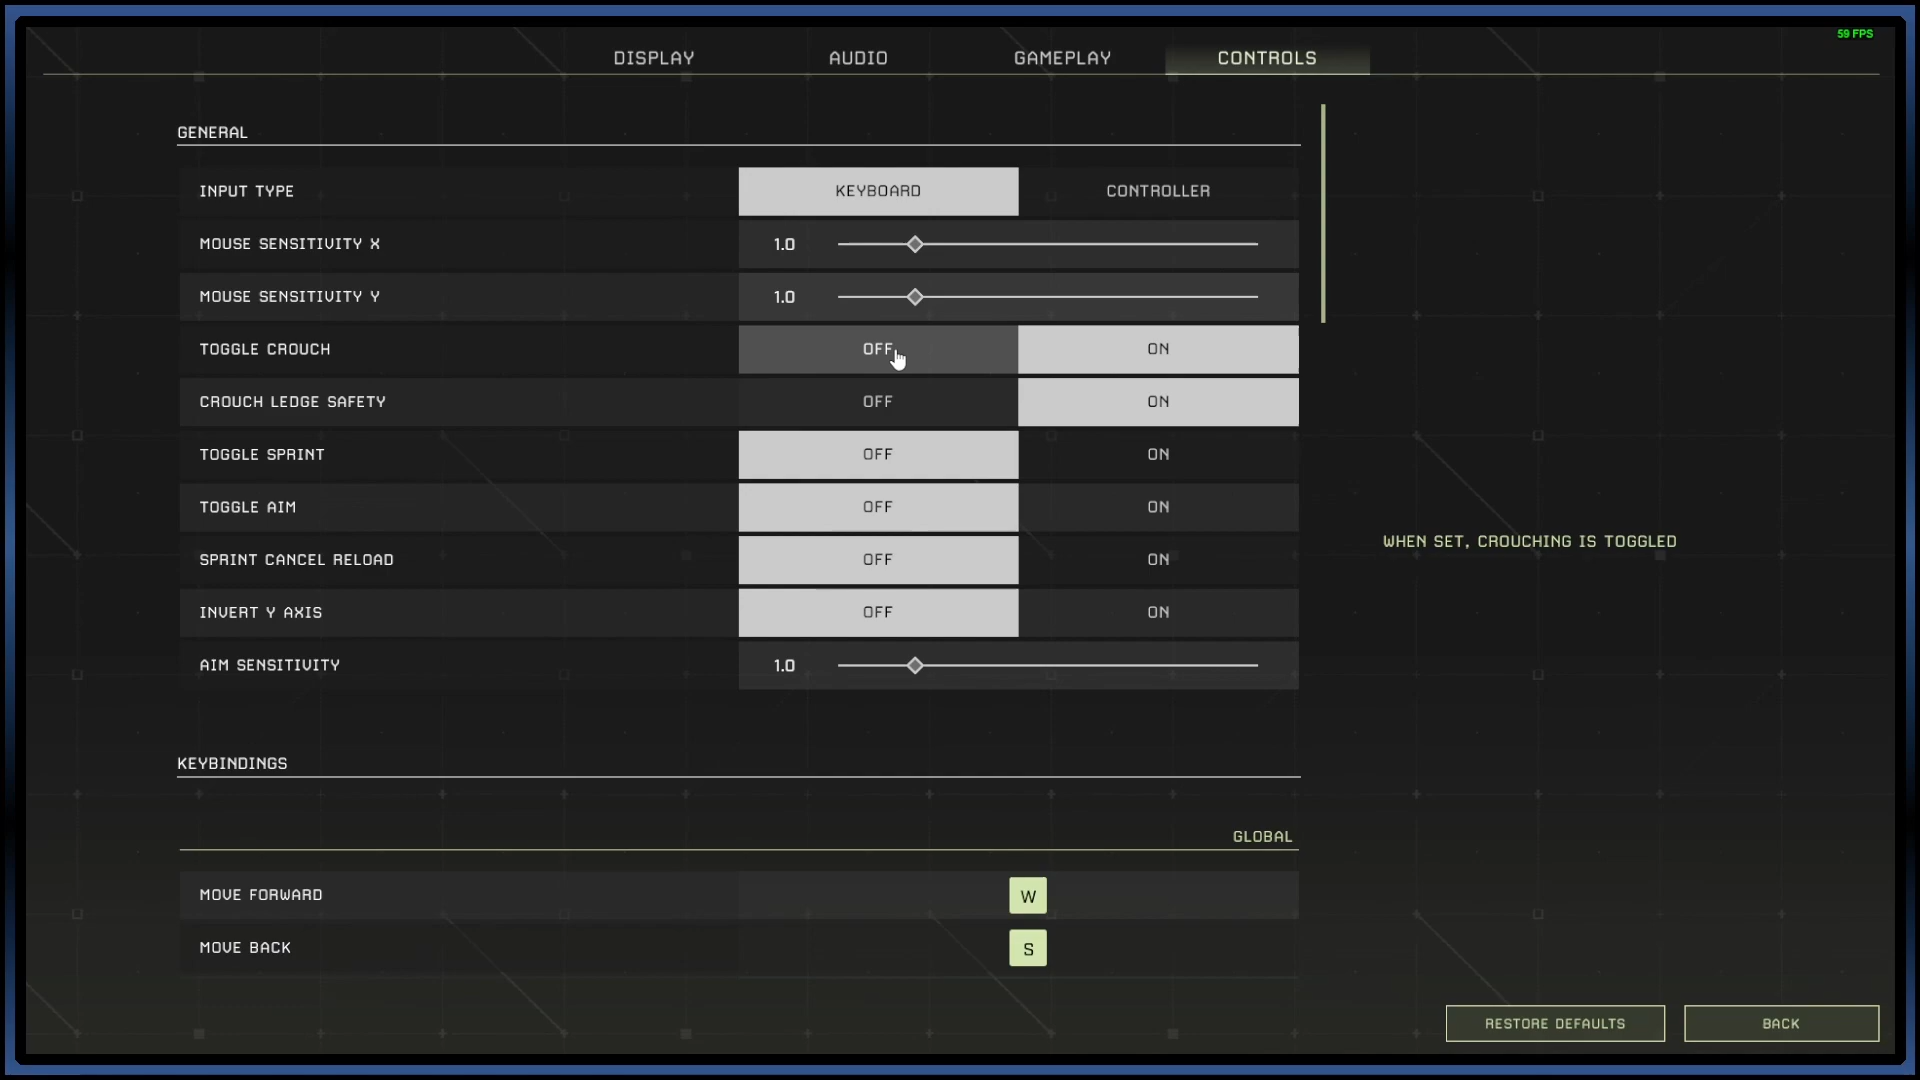 59 FPS
DISPLAY AUDIO GAMEPLAY CONTROLS
GENERAL
INPUT TYPE KEYBOARD CONTROLLER
MOUSE SENSITIVITY X 1.0
MOUSE SENSITIVITY Y 1.0
TOGGLE CROUCH OFF ON
CROUCH LEDGE SAFETY OFF ON
TOGGLE SPRINT OFF ON
TOGGLE AIM OFF ON
WHEN SET, CROUCHING IS TOGGLED
SPRINT CANCEL RELOAD OFF ON
INVERT Y AXIS OFF ON
AIM SENSITIVITY 1.0
KEYBINDINGS
GLOBAL
MOVE FORWARD W
MOVE BACK S
RESTORE DEFAULTS BACK